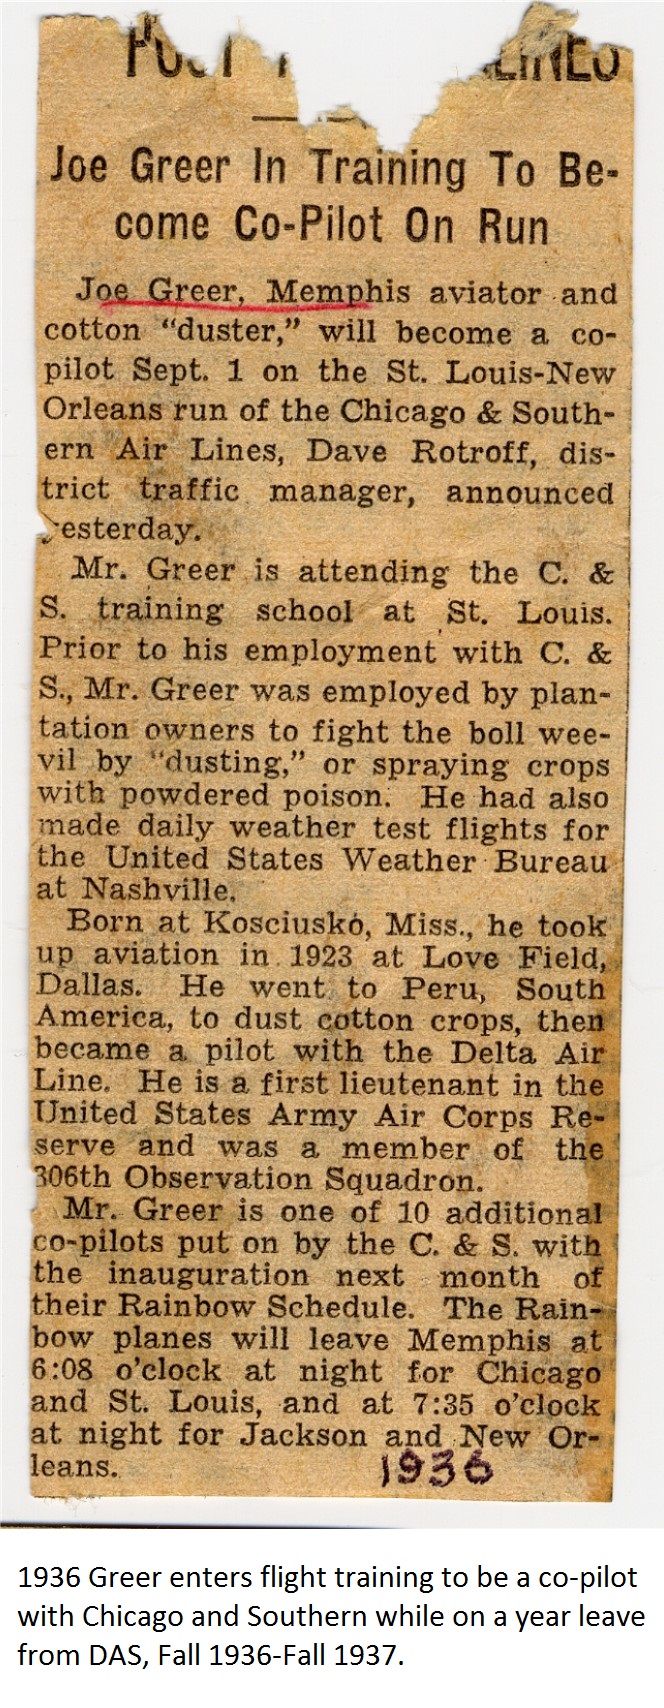 Joe Greer In Training To Be-
come Co-Pilot On Run
Joe Greer, Memphis aviator and
cotton "duster," will become a co-
pilot Sept. 1 on the St. Louis-New
Orleans run of the Chicago & South-
ern Air Lines, Dave Rotroff, dis-
trict traffic manager, announced
yesterday.
Mr. Greer is attending the C. &
S. training school at St. Louis.
Prior to his employment with C. &
S., Mr. Greer was employed by plan-
tation owners to fight the boll wee-
vil by "dusting," or spraying crops
with powdered poison. He had also
made daily weather test flights for
the United States Weather Bureau
at Nashville.
Born at Kosciusko, Miss., he took
up aviation in 1923 at Love Field,
Dallas. He went to Peru, South
America, to dust cotton crops, then
became a pilot with the Delta Air
Line. He is a first lieutenant in the
United States Army Air Corps Re-
serve and was a member of the
306th Observation Squadron.
Mr. Greer is one of 10 additional
co-pilots put on by the C. & S. with
the inauguration next month of
their Rainbow Schedule. The Rain-
bow planes will leave Memphis at
6:08 o'clock at night for Chicago
and St. Louis, and at 7:35 o'clock
at night for Jackson and New Or-
leans.
1936
1936 Greer enters flight training to be a co-pilot
with Chicago and Southern while on a year leave
from DAS, Fall 1936-Fall 1937.